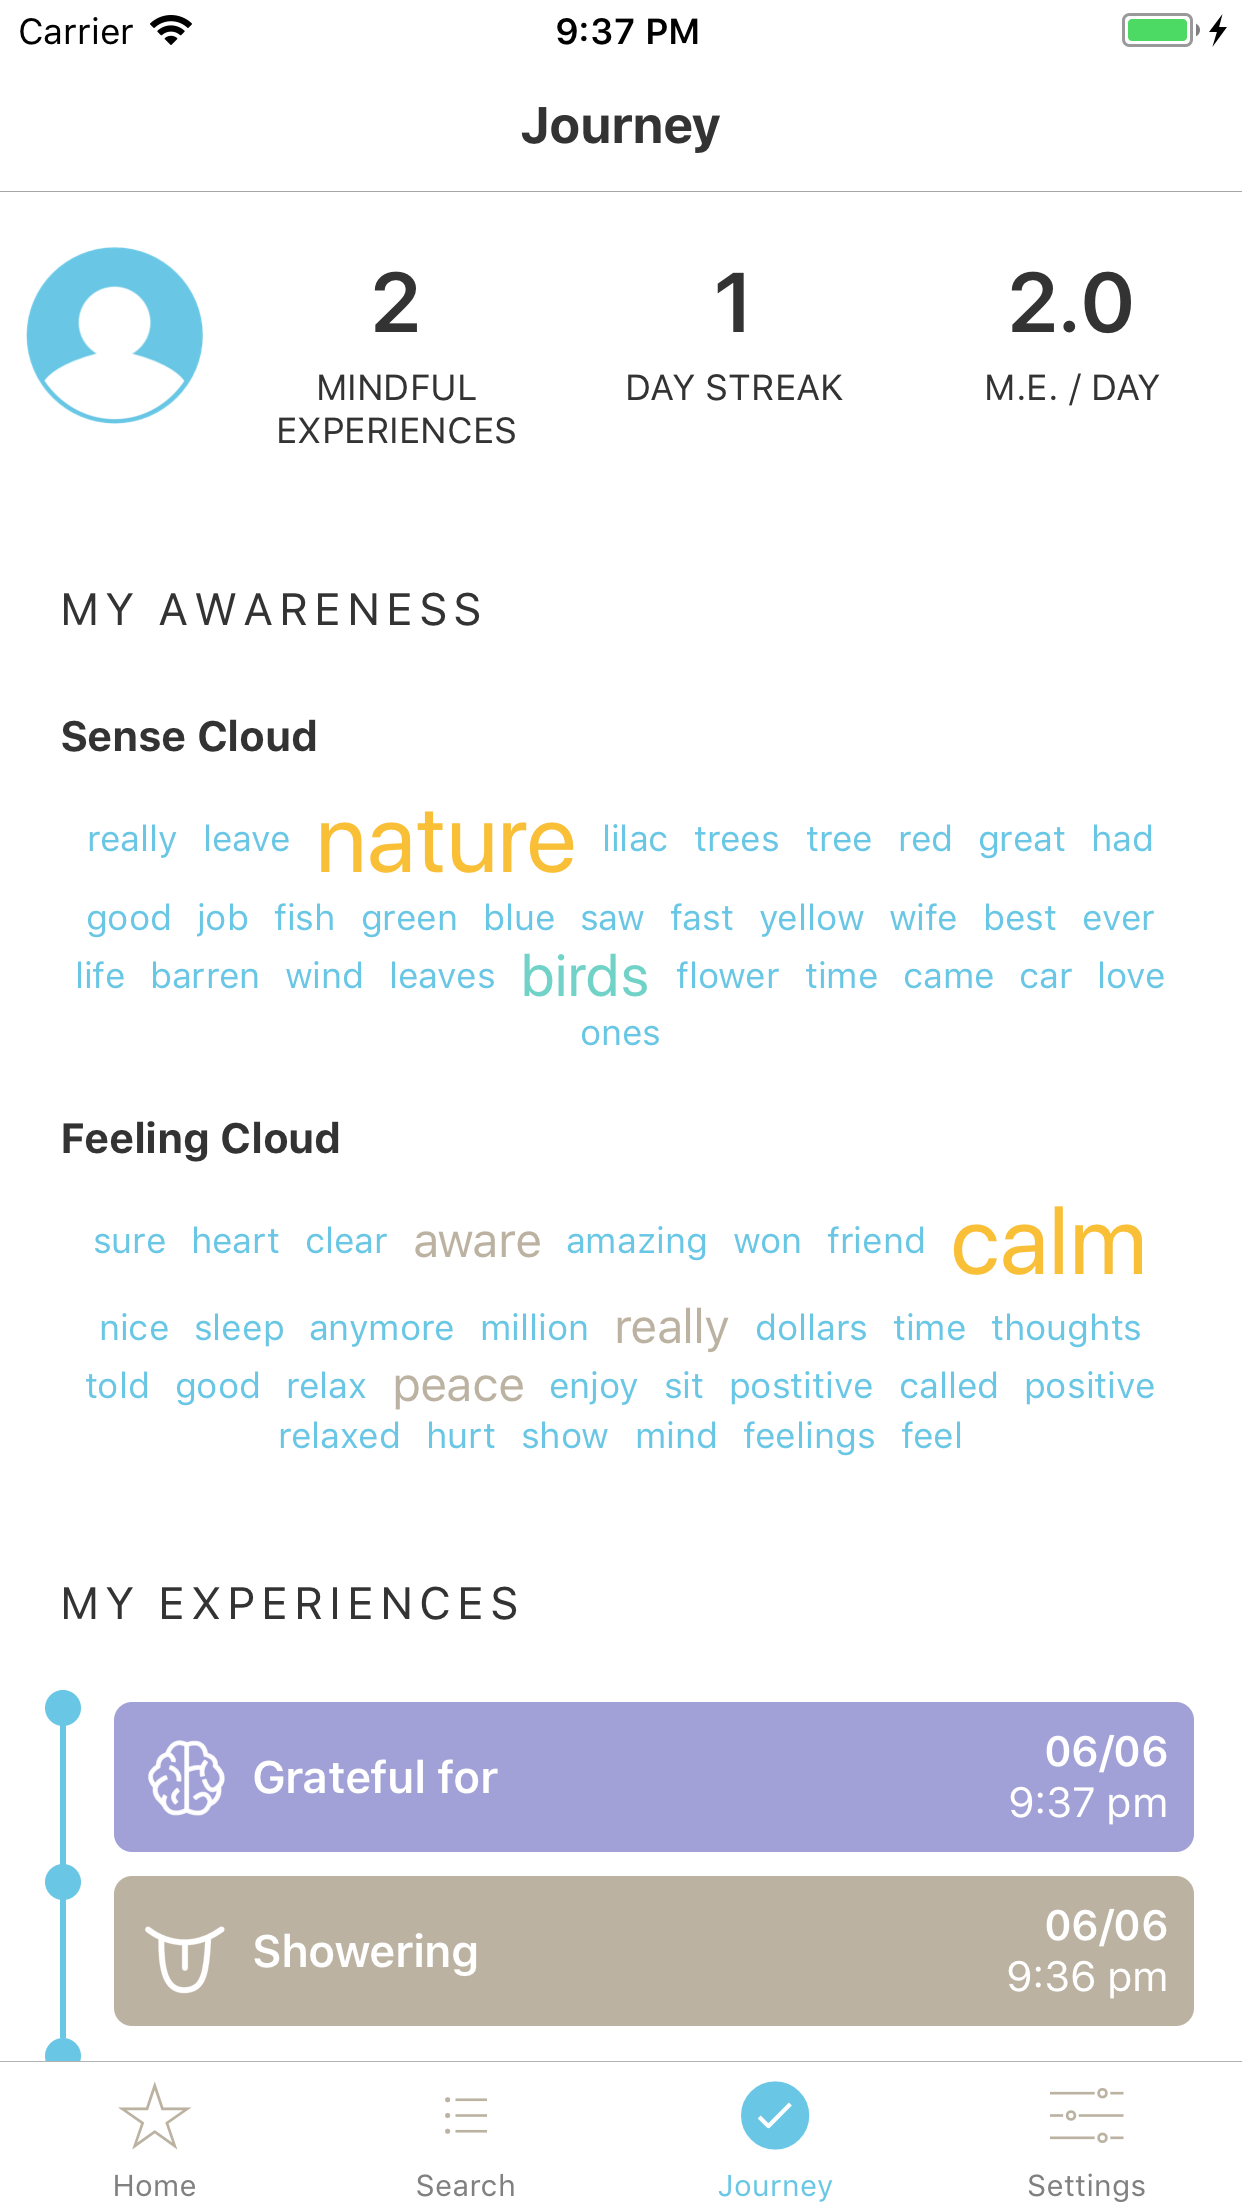 Carrier 9:37 PM
Journey
2 1 2.0
MINDFUL EXPERIENCES DAY STREAK M.E. / DAY
MY AWARENESS
Sense Cloud
really leave nature lilac trees tree red great had
good job fish green blue saw fast yellow wife best ever
life barren wind leaves birds flower time came car love
ones
Feeling Cloud
sure heart clear aware amazing won friend calm
nice sleep anymore million really dollars time thoughts
told good relax peace enjoy sit postitive called positive
relaxed hurt show mind feelings feel
MY EXPERIENCES
Grateful for 06/06
9:37 pm
Showering 06/06
9:36 pm
Home Search Journey Settings